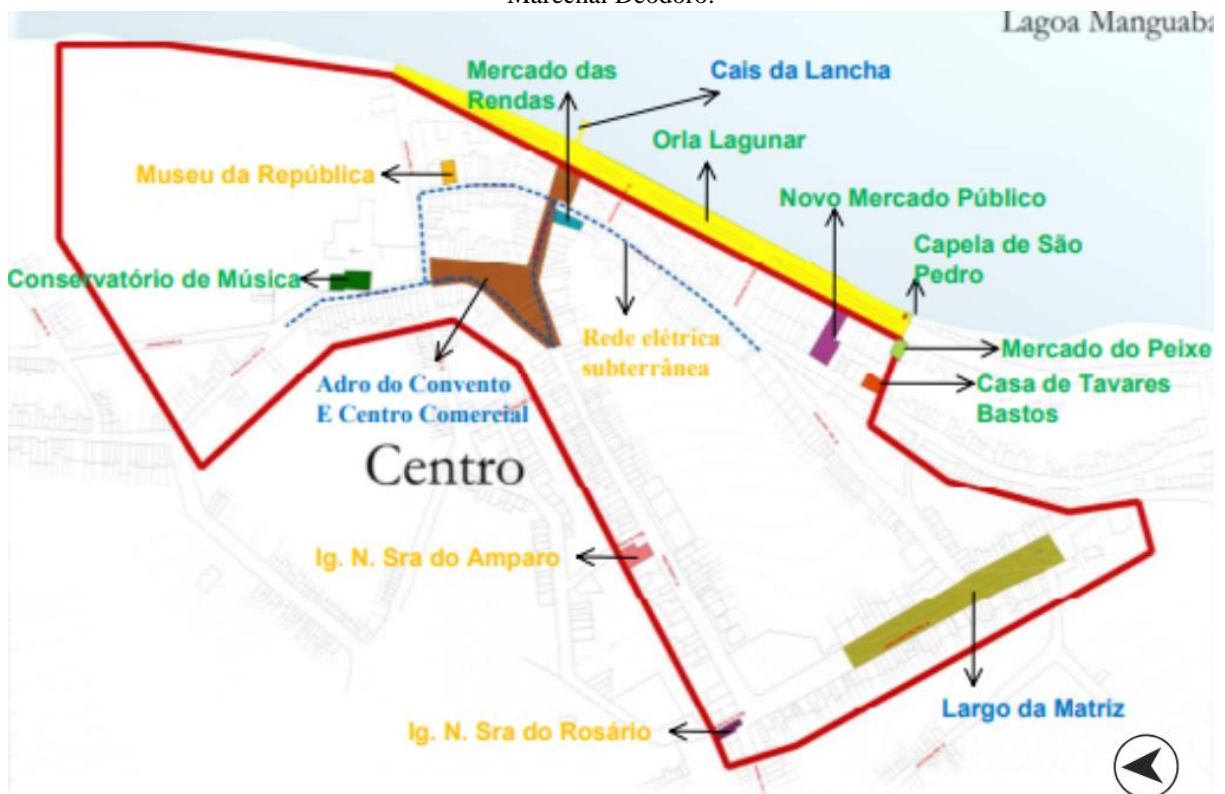 Marechal Deodoro.
Lagoa Manguaba
Mercado das
Rendas
Cais da Lancha
Orla Lagunar
Museu da República
Novo Mercado Público
Capela de São
Pedro
Conservatório de Música
Rede elétrica
subterrânea
Mercado do Peixe
Adro do Convento
E Centro Comercial
Casa de Tavares
Bastos
Centro
Ig. N. Sra do Amparo
Largo da Matriz
Ig. N. Sra do Rosário